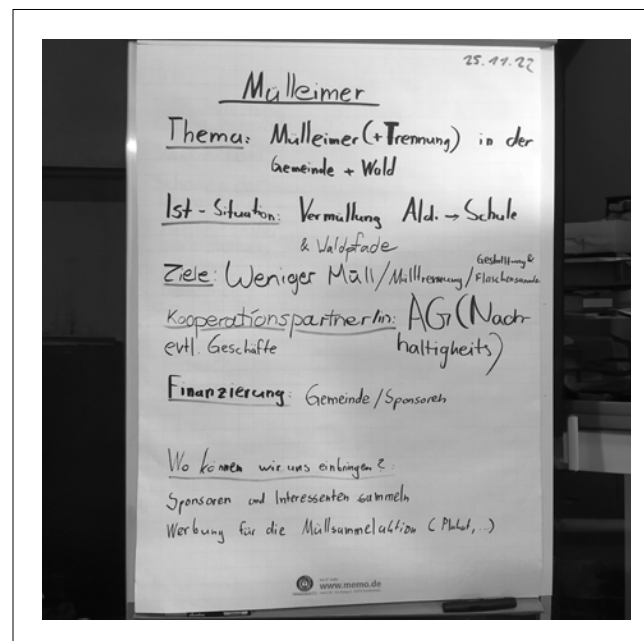 25.11.22
Mülleimer
Thema: Mülleimer (+Trennung) in der
Gemeinde + Wald
Ist-Situation: Vermüllung Ald. → Schule
& Waldpfade
Ziele: Weniger Müll/Mülltrennung/Gestaltung &
Flaschensammle
Kooperationspartner/in: AG (Nach-
evtl. Geschäfte haltigkeits)
Finanzierung: Gemeinde/Sponsoren
Wo können wir uns einbringen?:
Sponsoren und Interessenten sammeln
Werbung für die Müllsammelaktion (Plakat,...)
www.memo.de